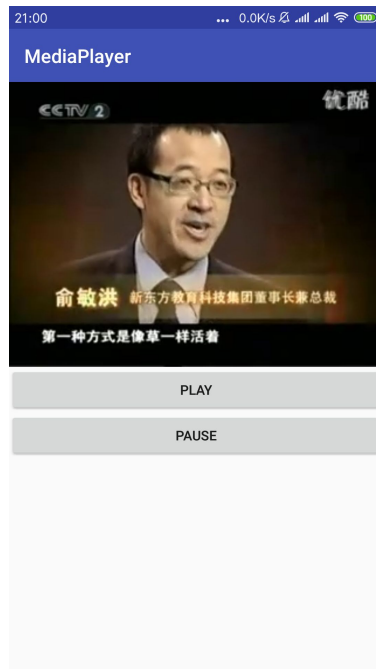 21:00 ... 0.0K/s 100
MediaPlayer
CCTV 2 优酷
俞敏洪 新东方教育科技集团董事长兼总裁
第一种方式是像草一样活着
PLAY
PAUSE